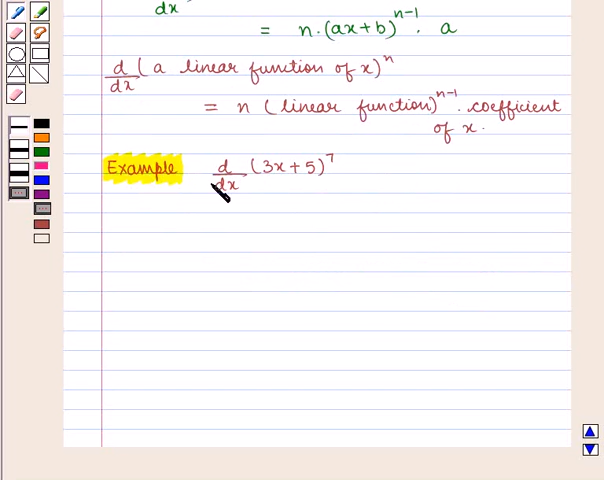 dx
= n.(ax+b)^{n-1} . a
d/dx ( a linear function of x)^n
= n (linear function)^{n-1} . coefficient
of x.
Example d/dx (3x+5)^7